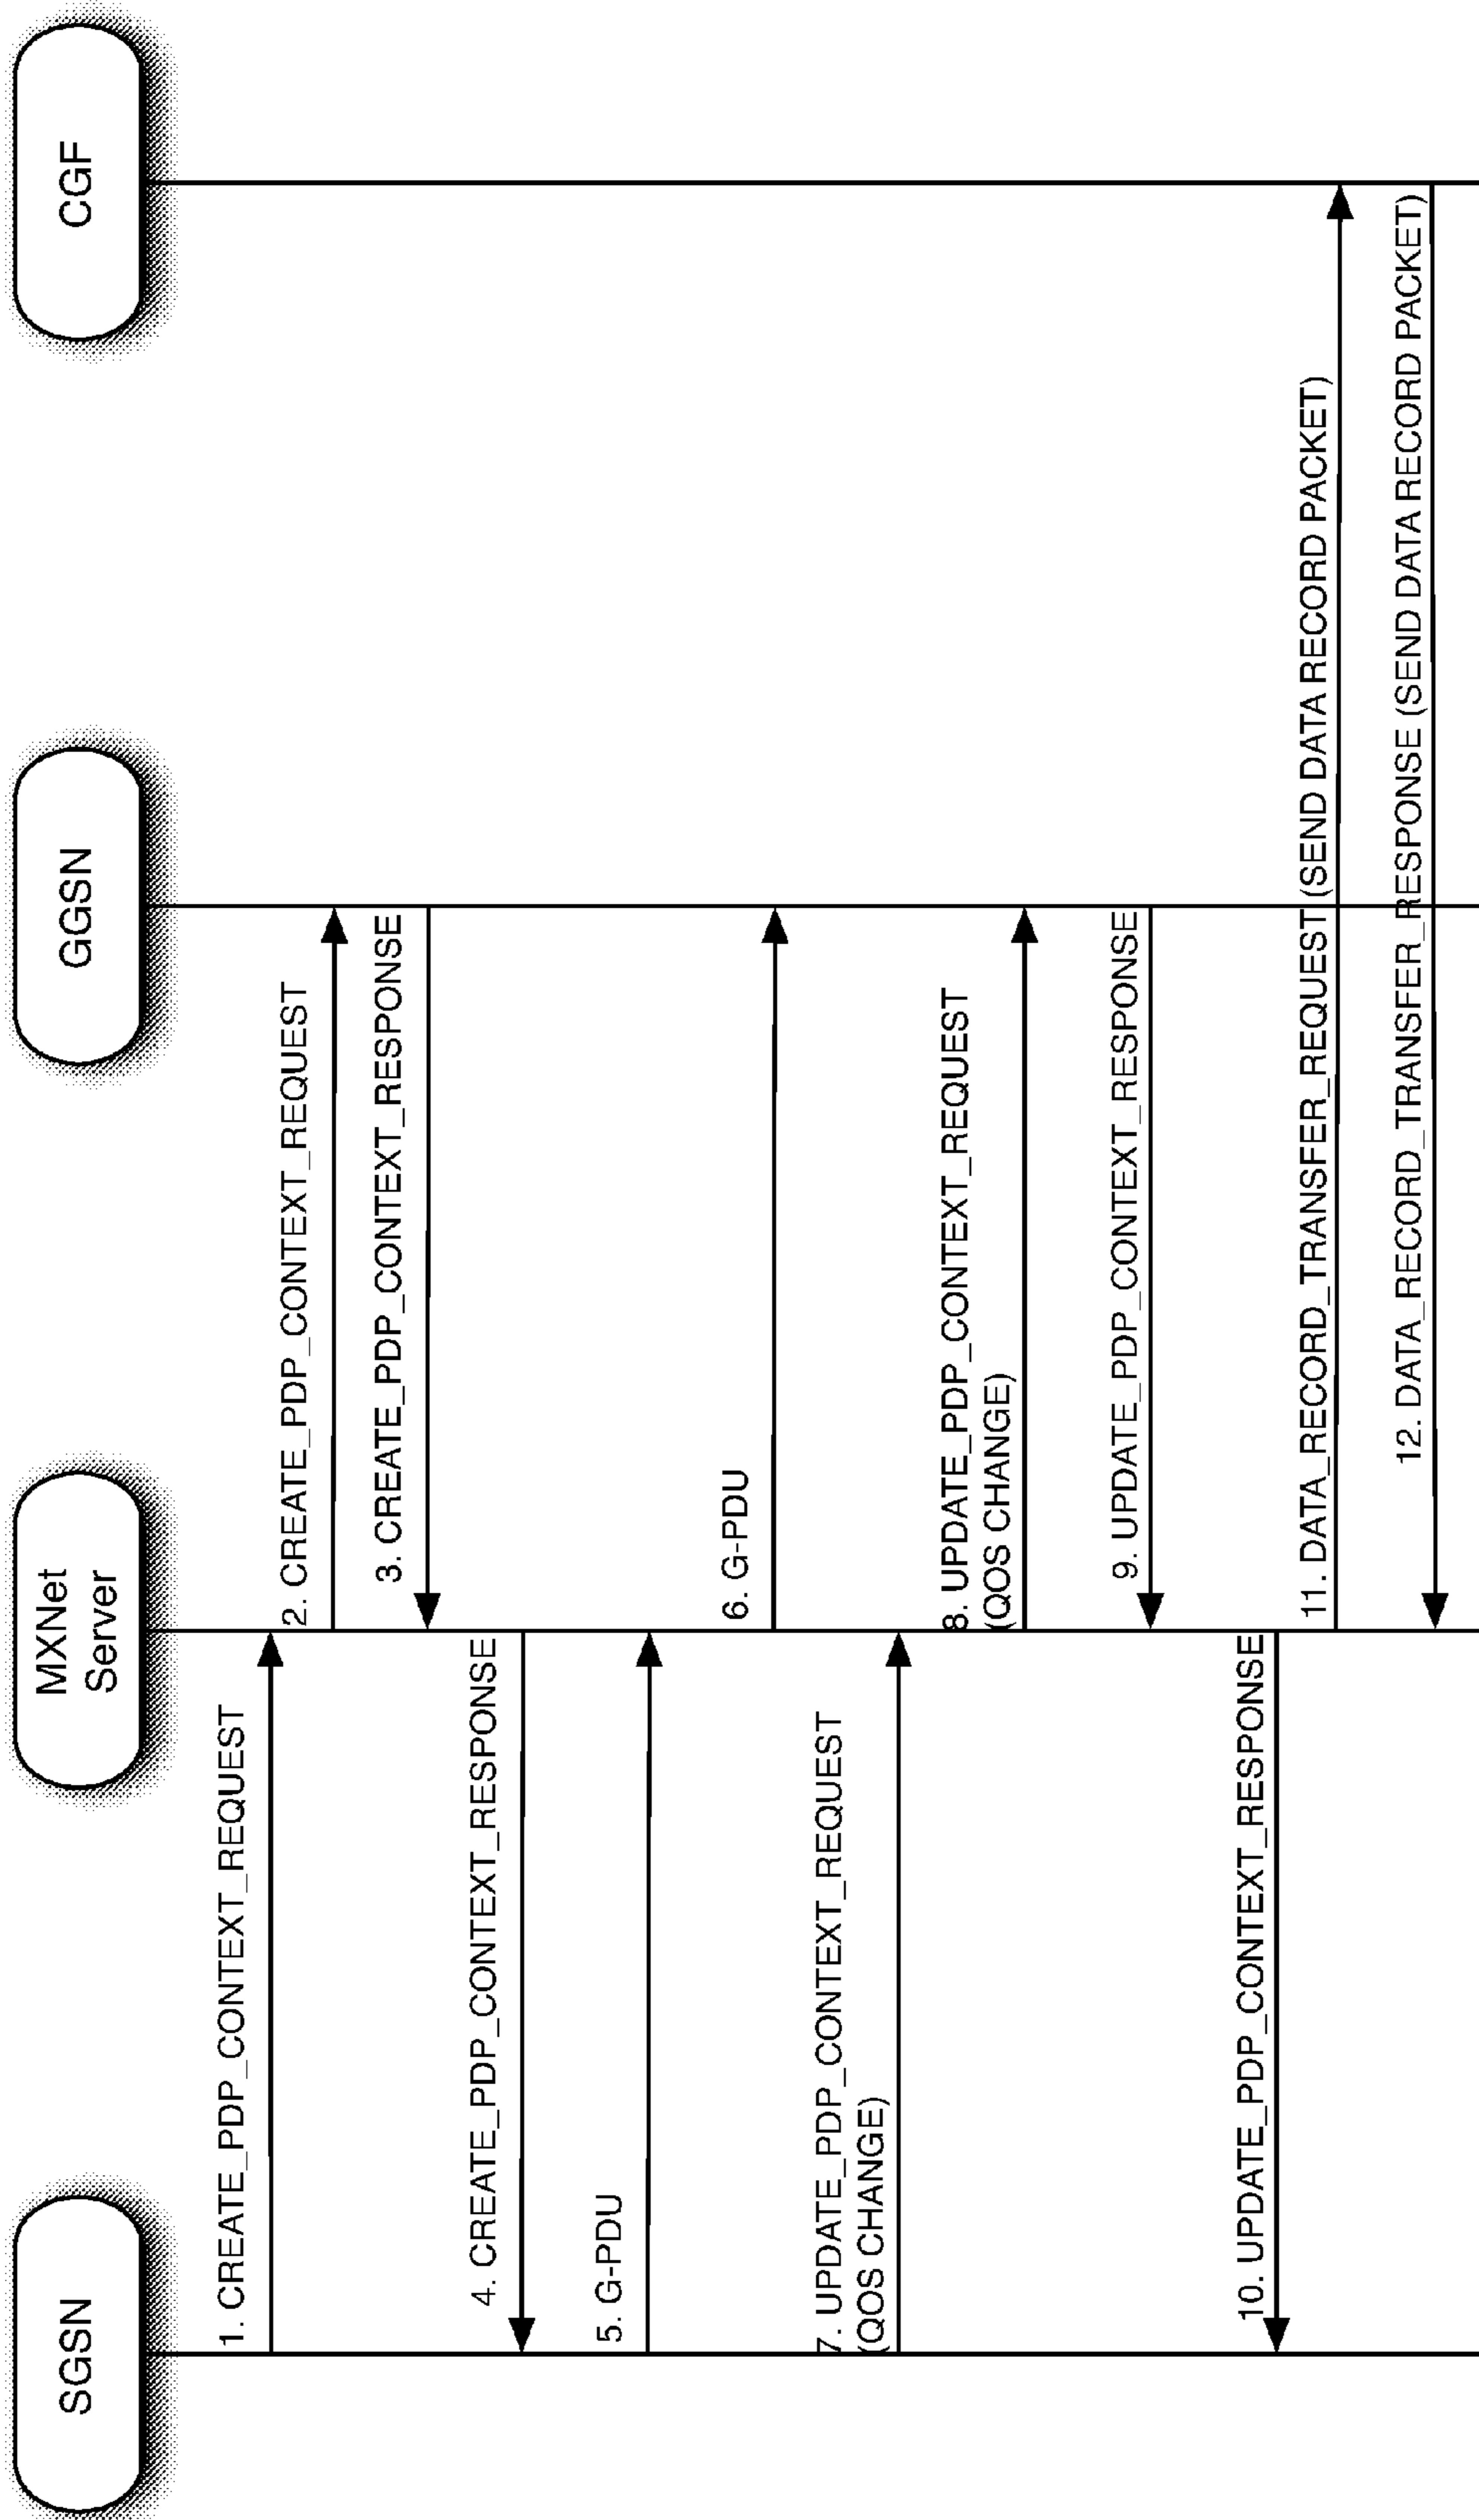 SGSN
MXNet
Server
GGSN
CGF
1. CREATE_PDP_CONTEXT_REQUEST
2. CREATE_PDP_CONTEXT_REQUEST
3. CREATE_PDP_CONTEXT_RESPONSE
4. CREATE_PDP_CONTEXT_RESPONSE
5. G-PDU
6. G-PDU
7. UPDATE_PDP_CONTEXT_REQUEST
(QOS CHANGE)
8. UPDATE_PDP_CONTEXT_REQUEST
(QOS CHANGE)
9. UPDATE_PDP_CONTEXT_RESPONSE
10. UPDATE_PDP_CONTEXT_RESPONSE
11. DATA_RECORD_TRANSFER_REQUEST (SEND DATA RECORD PACKET)
12. DATA_RECORD_TRANSFER_RESPONSE (SEND DATA RECORD PACKET)